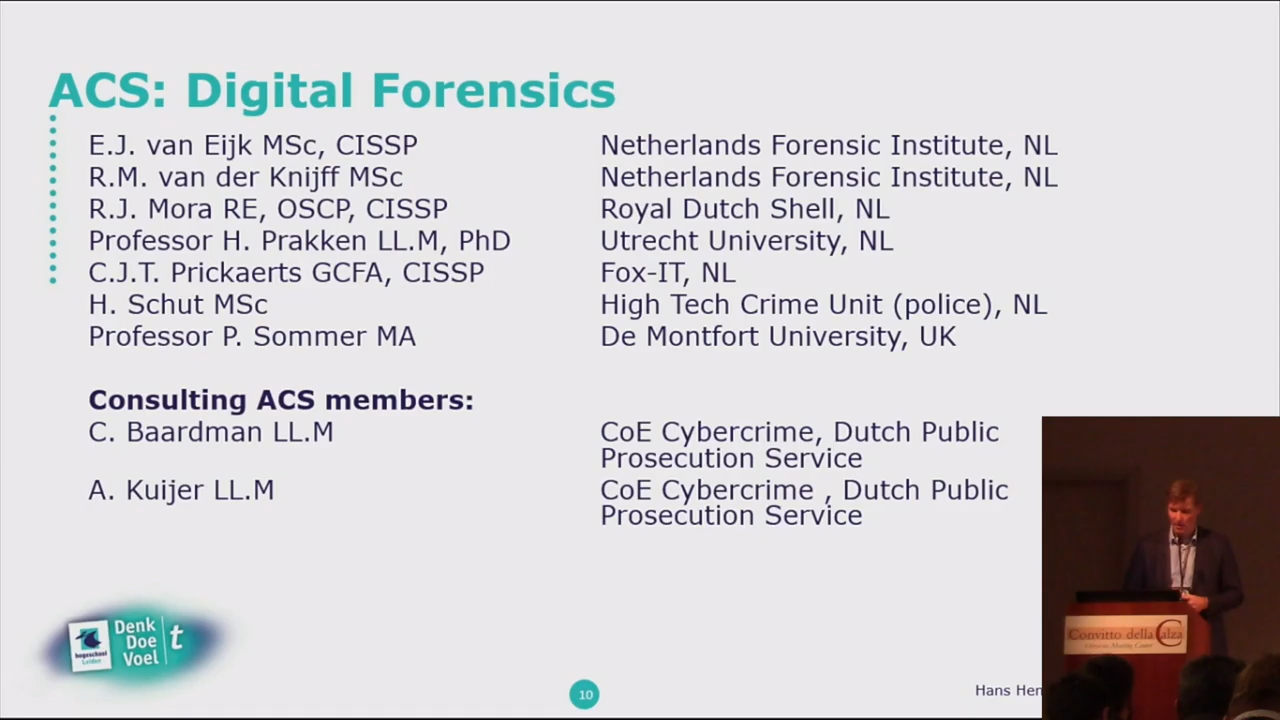 ACS: Digital Forensics
E.J. van Eijk MSc, CISSP Netherlands Forensic Institute, NL
R.M. van der Knijff MSc Netherlands Forensic Institute, NL
R.J. Mora RE, OSCP, CISSP Royal Dutch Shell, NL
Professor H. Prakken LL.M, PhD Utrecht University, NL
C.J.T. Prickaerts GCFA, CISSP Fox-IT, NL
H. Schut MSc High Tech Crime Unit (police), NL
Professor P. Sommer MA De Montfort University, UK
Consulting ACS members:
C. Baardman LL.M CoE Cybercrime, Dutch Public
Prosecution Service
A. Kuijer LL.M CoE Cybercrime , Dutch Public
Prosecution Service
hogeschool
Leiden
Denk
Doe
Voel
t
10
Hans Hen
Convitto della Calza